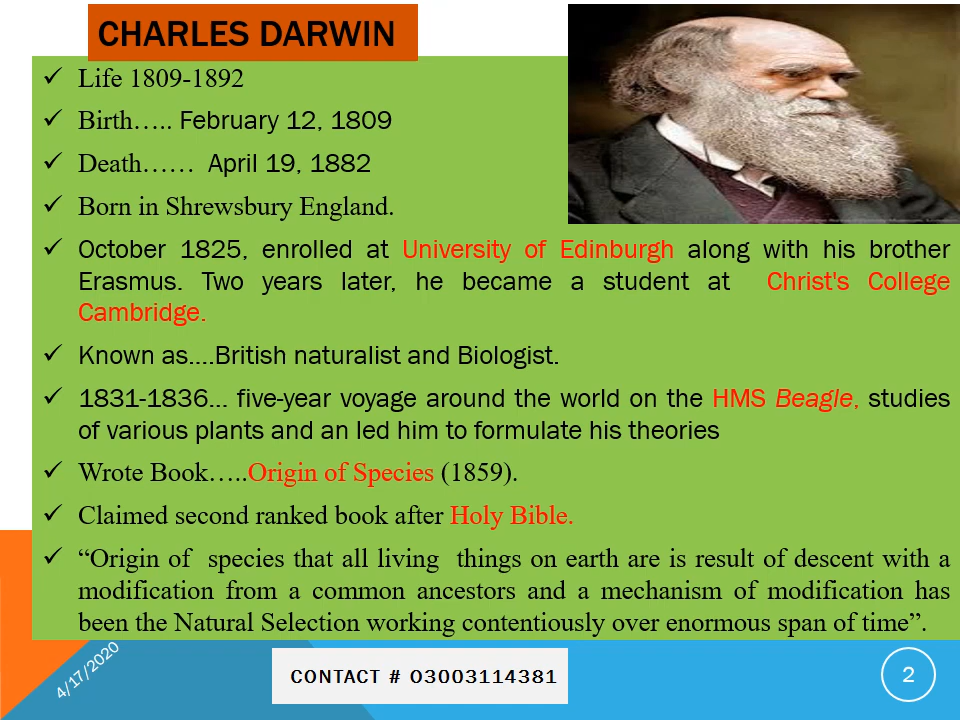 CHARLES DARWIN
✓ Life 1809-1892
✓ Birth….. February 12, 1809
✓ Death…… April 19, 1882
✓ Born in Shrewsbury England.
✓ October 1825, enrolled at University of Edinburgh along with his brother
Erasmus. Two years later, he became a student at Christ's College
Cambridge.
✓ Known as....British naturalist and Biologist.
✓ 1831-1836... five-year voyage around the world on the HMS Beagle, studies
of various plants and an led him to formulate his theories
✓ Wrote Book…..Origin of Species (1859).
✓ Claimed second ranked book after Holy Bible.
✓ “Origin of species that all living things on earth are is result of descent with a
modification from a common ancestors and a mechanism of modification has
been the Natural Selection working contentiously over enormous span of time”.
4/17/2020
CONTACT # 03003114381
2